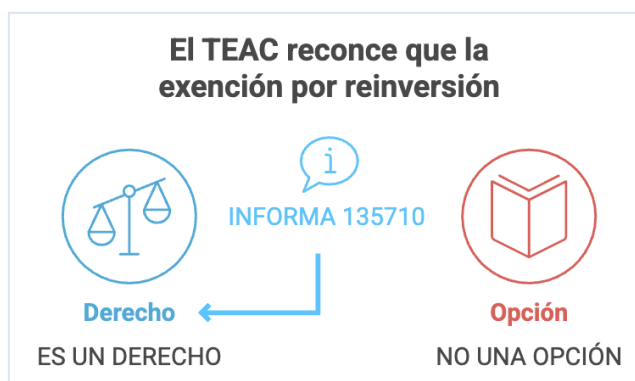 El TEAC reconce que la
exención por reinversión
i
INFORMA 135710
Derecho
Opción
ES UN DERECHO
NO UNA OPCIÓN